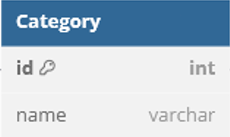 Category
id int
name varchar